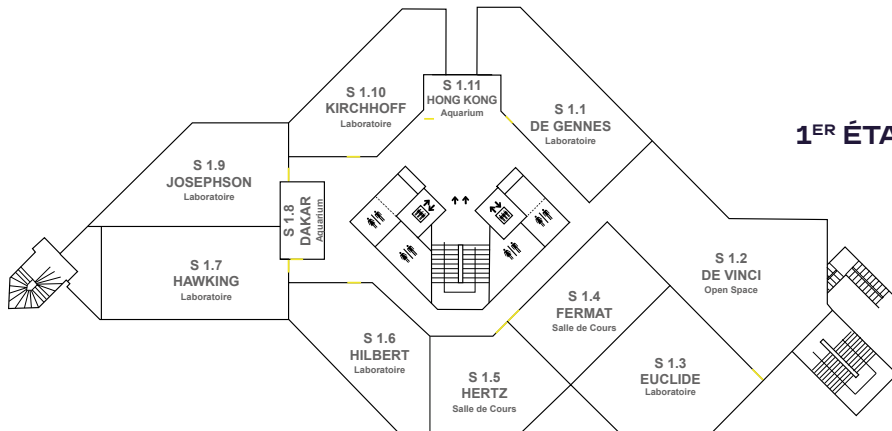 S 1.11
HONG KONG
Aquarium
S 1.10
KIRCHHOFF
Laboratoire
S 1.1
DE GENNES
Laboratoire
1ER ÉTA
S 1.9
JOSEPHSON
Laboratoire
S 1.8
DAKAR
Aquarium
S 1.7
HAWKING
Laboratoire
S 1.2
DE VINCI
Open Space
S 1.4
FERMAT
Salle de Cours
S 1.6
HILBERT
Laboratoire
S 1.3
EUCLIDE
Laboratoire
S 1.5
HERTZ
Salle de Cours